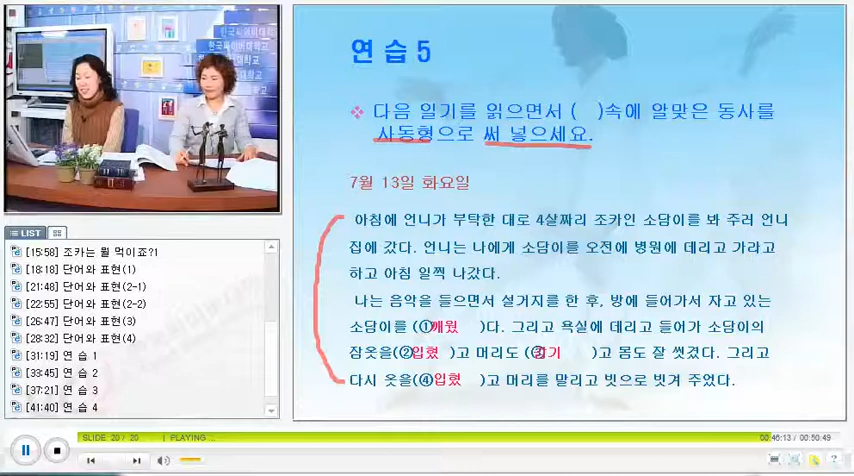 한국사이버대학교
연 습 5
다음 일기를 읽으면서 ( )속에 알맞은 동사를
사동형으로 써 넣으세요.
7월 13일 화요일
아침에 언니가 부탁한 대로 4살짜리 조카인 소담이를 봐 주러 언니
집에 갔다. 언니는 나에게 소담이를 오전에 병원에 데리고 가라고
하고 아침 일찍 나갔다.
나는 음악을 들으면서 설거지를 한 후, 방에 들어가서 자고 있는
소담이를 (①깨웠 )다. 그리고 욕실에 데리고 들어가 소담이의
잠옷을(②입혔 )고 머리도 (③감기 )고 몸도 잘 씻겼다. 그리고
다시 옷을(④입혔 )고 머리를 말리고 빗으로 빗겨 주었다.
LIST
[15:58] 조카는 뭘 먹이죠?1
[18:18] 단어와 표현(1)
[21:48] 단어와 표현(2-1)
[22:55] 단어와 표현(2-2)
[26:47] 단어와 표현(3)
[28:32] 단어와 표현(4)
[31:19] 연 습 1
[33:45] 연 습 2
[37:21] 연 습 3
[41:40] 연 습 4
SLIDE: 20 / 20 | PLAYING...
00:46:13 / 00:50:49